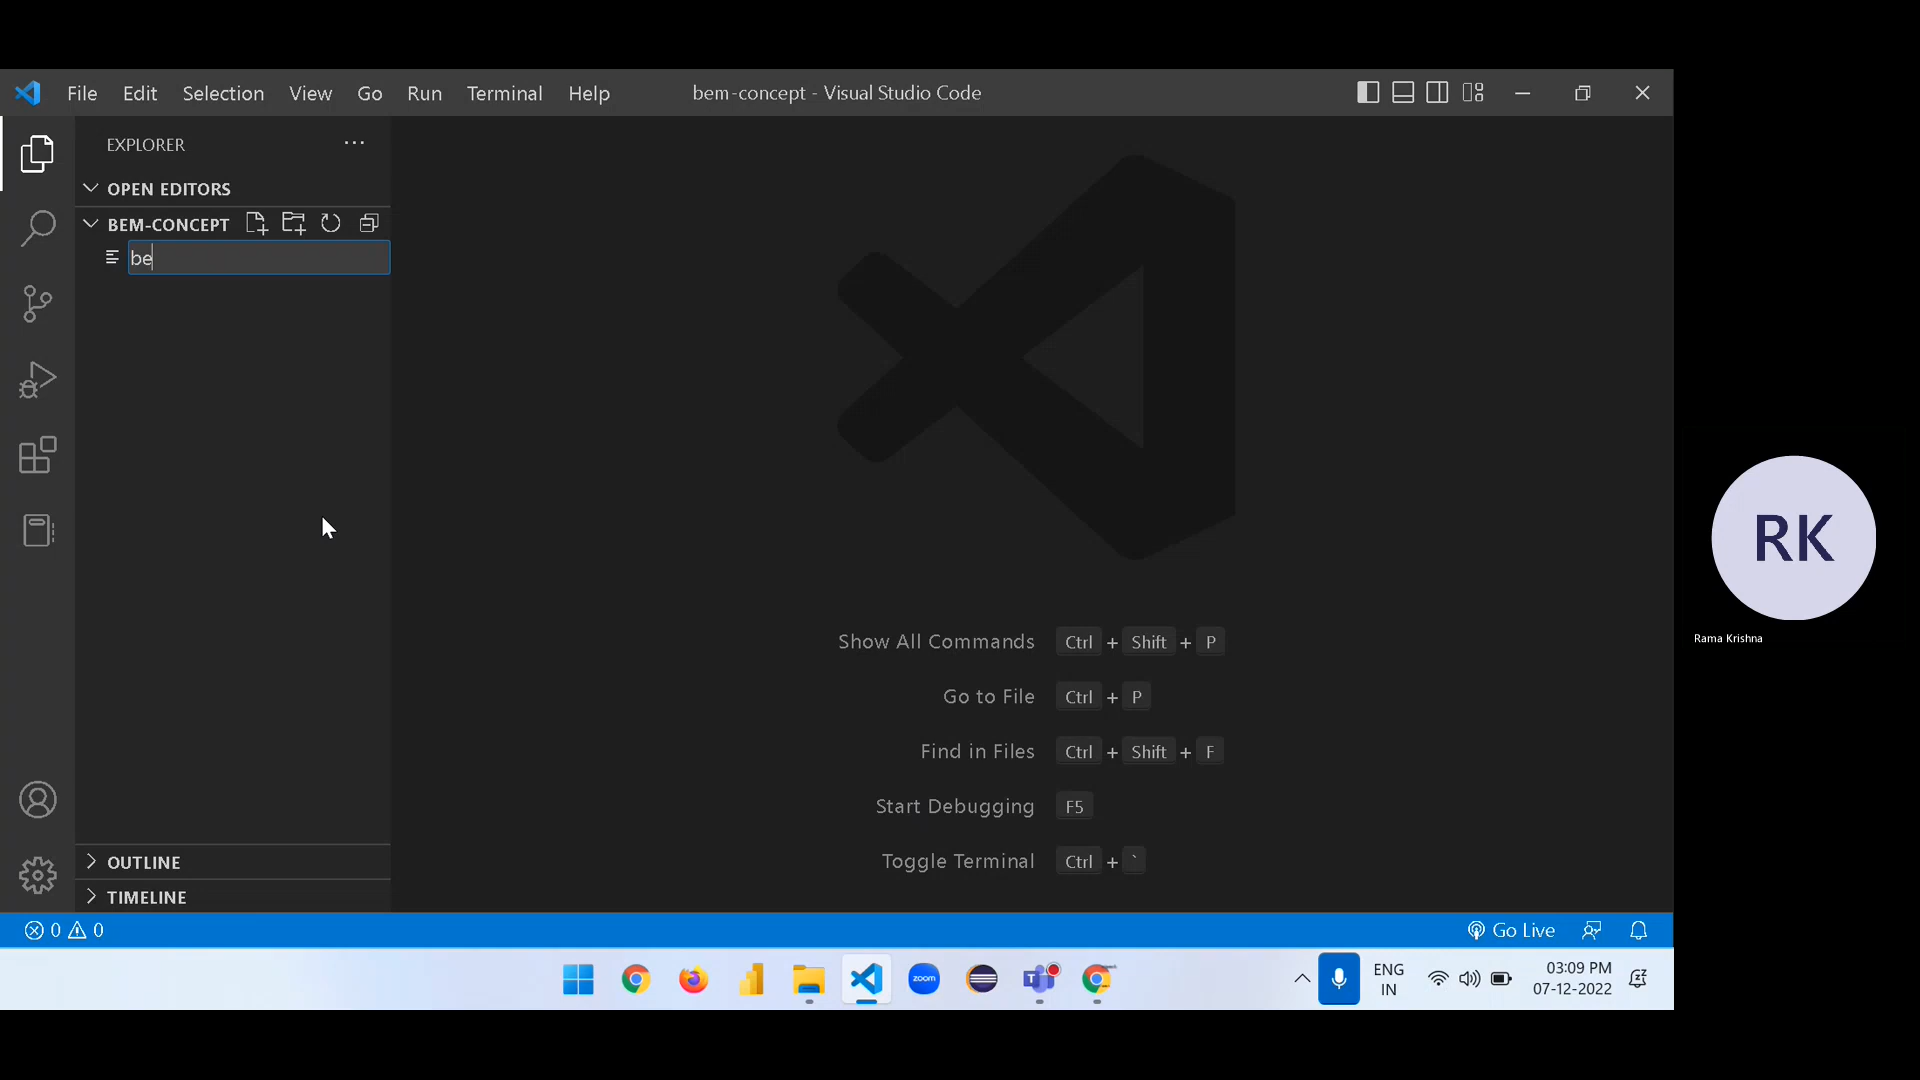 File Edit Selection View Go Run Terminal Help
bem-concept - Visual Studio Code
EXPLORER
OPEN EDITORS
BEM-CONCEPT
be
Show All Commands Ctrl + Shift + P
Go to File Ctrl + P
Find in Files Ctrl + Shift + F
Start Debugging F5
Toggle Terminal Ctrl + `
OUTLINE
TIMELINE
0 0
Go Live
zoom
T
ENG
IN
03:09 PM
07-12-2022
RK
Rama Krishna